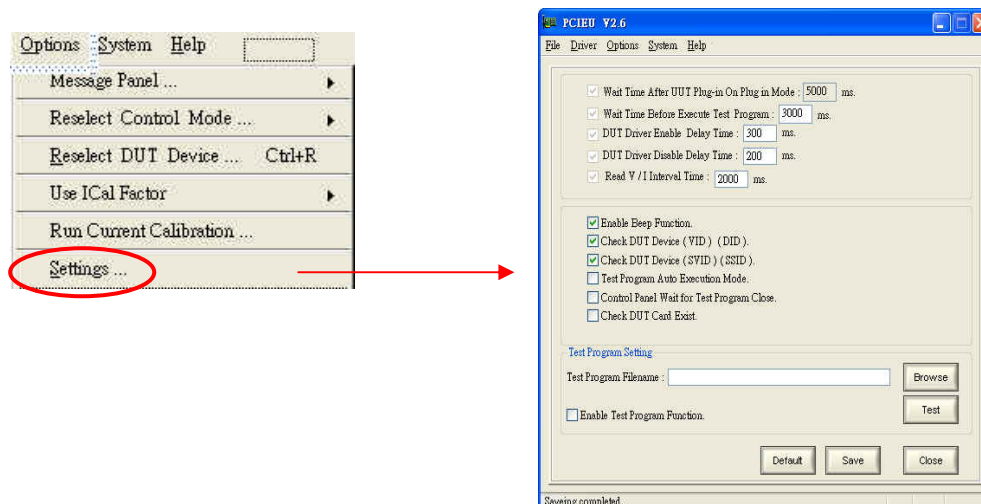 Options System Help
Message Panel ...
Reselect Control Mode ...
Reselect DUT Device ... Ctrl+R
Use ICal Factor
Run Current Calibration ...
Settings ...
PCIEU V2.6
File Driver Options System Help
Wait Time After UUT Plug-in On Plug in Mode : 5000 ms.
Wait Time Before Execute Test Program : 3000 ms.
DUT Driver Enable Delay Time : 300 ms.
DUT Driver Disable Delay Time : 200 ms.
Read V / I Interval Time : 2000 ms.
Enable Beep Function.
Check DUT Device ( VID ) ( DID ).
Check DUT Device ( SVID ) ( SSID ).
Test Program Auto Execution Mode.
Control Panel Wait for Test Program Close.
Check DUT Card Exist.
Test Program Setting
Test Program Filename :
Browse
Enable Test Program Function.
Test
Default Save Close
Saveing completed